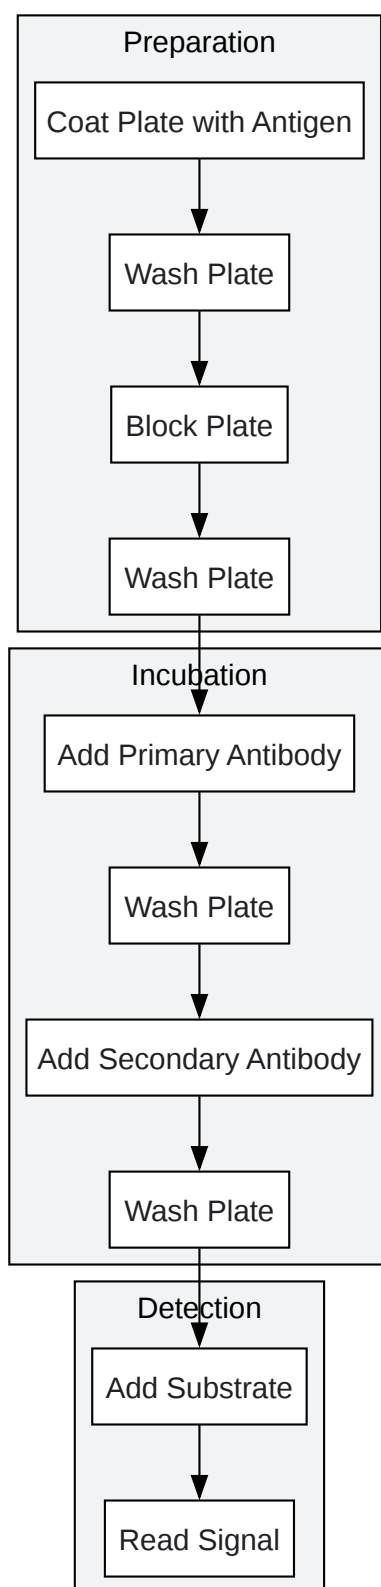 Preparation
Coat Plate with Antigen
Wash Plate
Block Plate
Wash Plate
Incubation
Add Primary Antibody
Wash Plate
Add Secondary Antibody
Wash Plate
Detection
Add Substrate
Read Signal